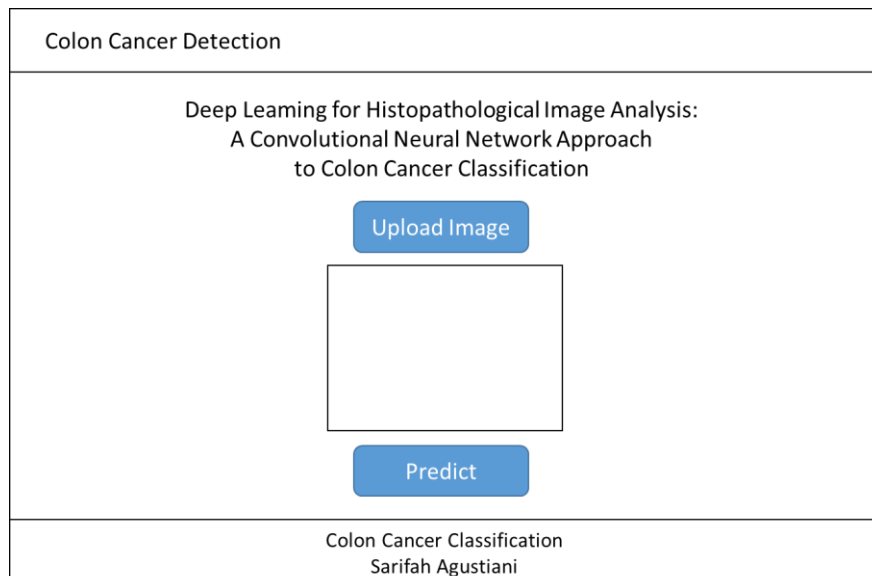 Colon Cancer Detection
Deep Leaming for Histopathological Image Analysis:
A Convolutional Neural Network Approach
to Colon Cancer Classification
Upload Image
Predict
Colon Cancer Classification
Sarifah Agustiani